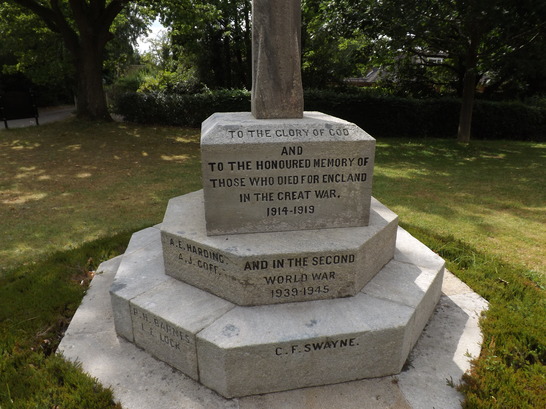 TO THE GLORY OF GOD
AND
TO THE HONOURED MEMORY OF
THOSE WHO DIED FOR ENGLAND
IN THE GREAT WAR,
1914-1919
A. E. HARDING.
A. J. GOFF.
AND IN THE SECOND
WORLD WAR
1939-1945
BARNES
LOCK
C. F. SWAYNE.